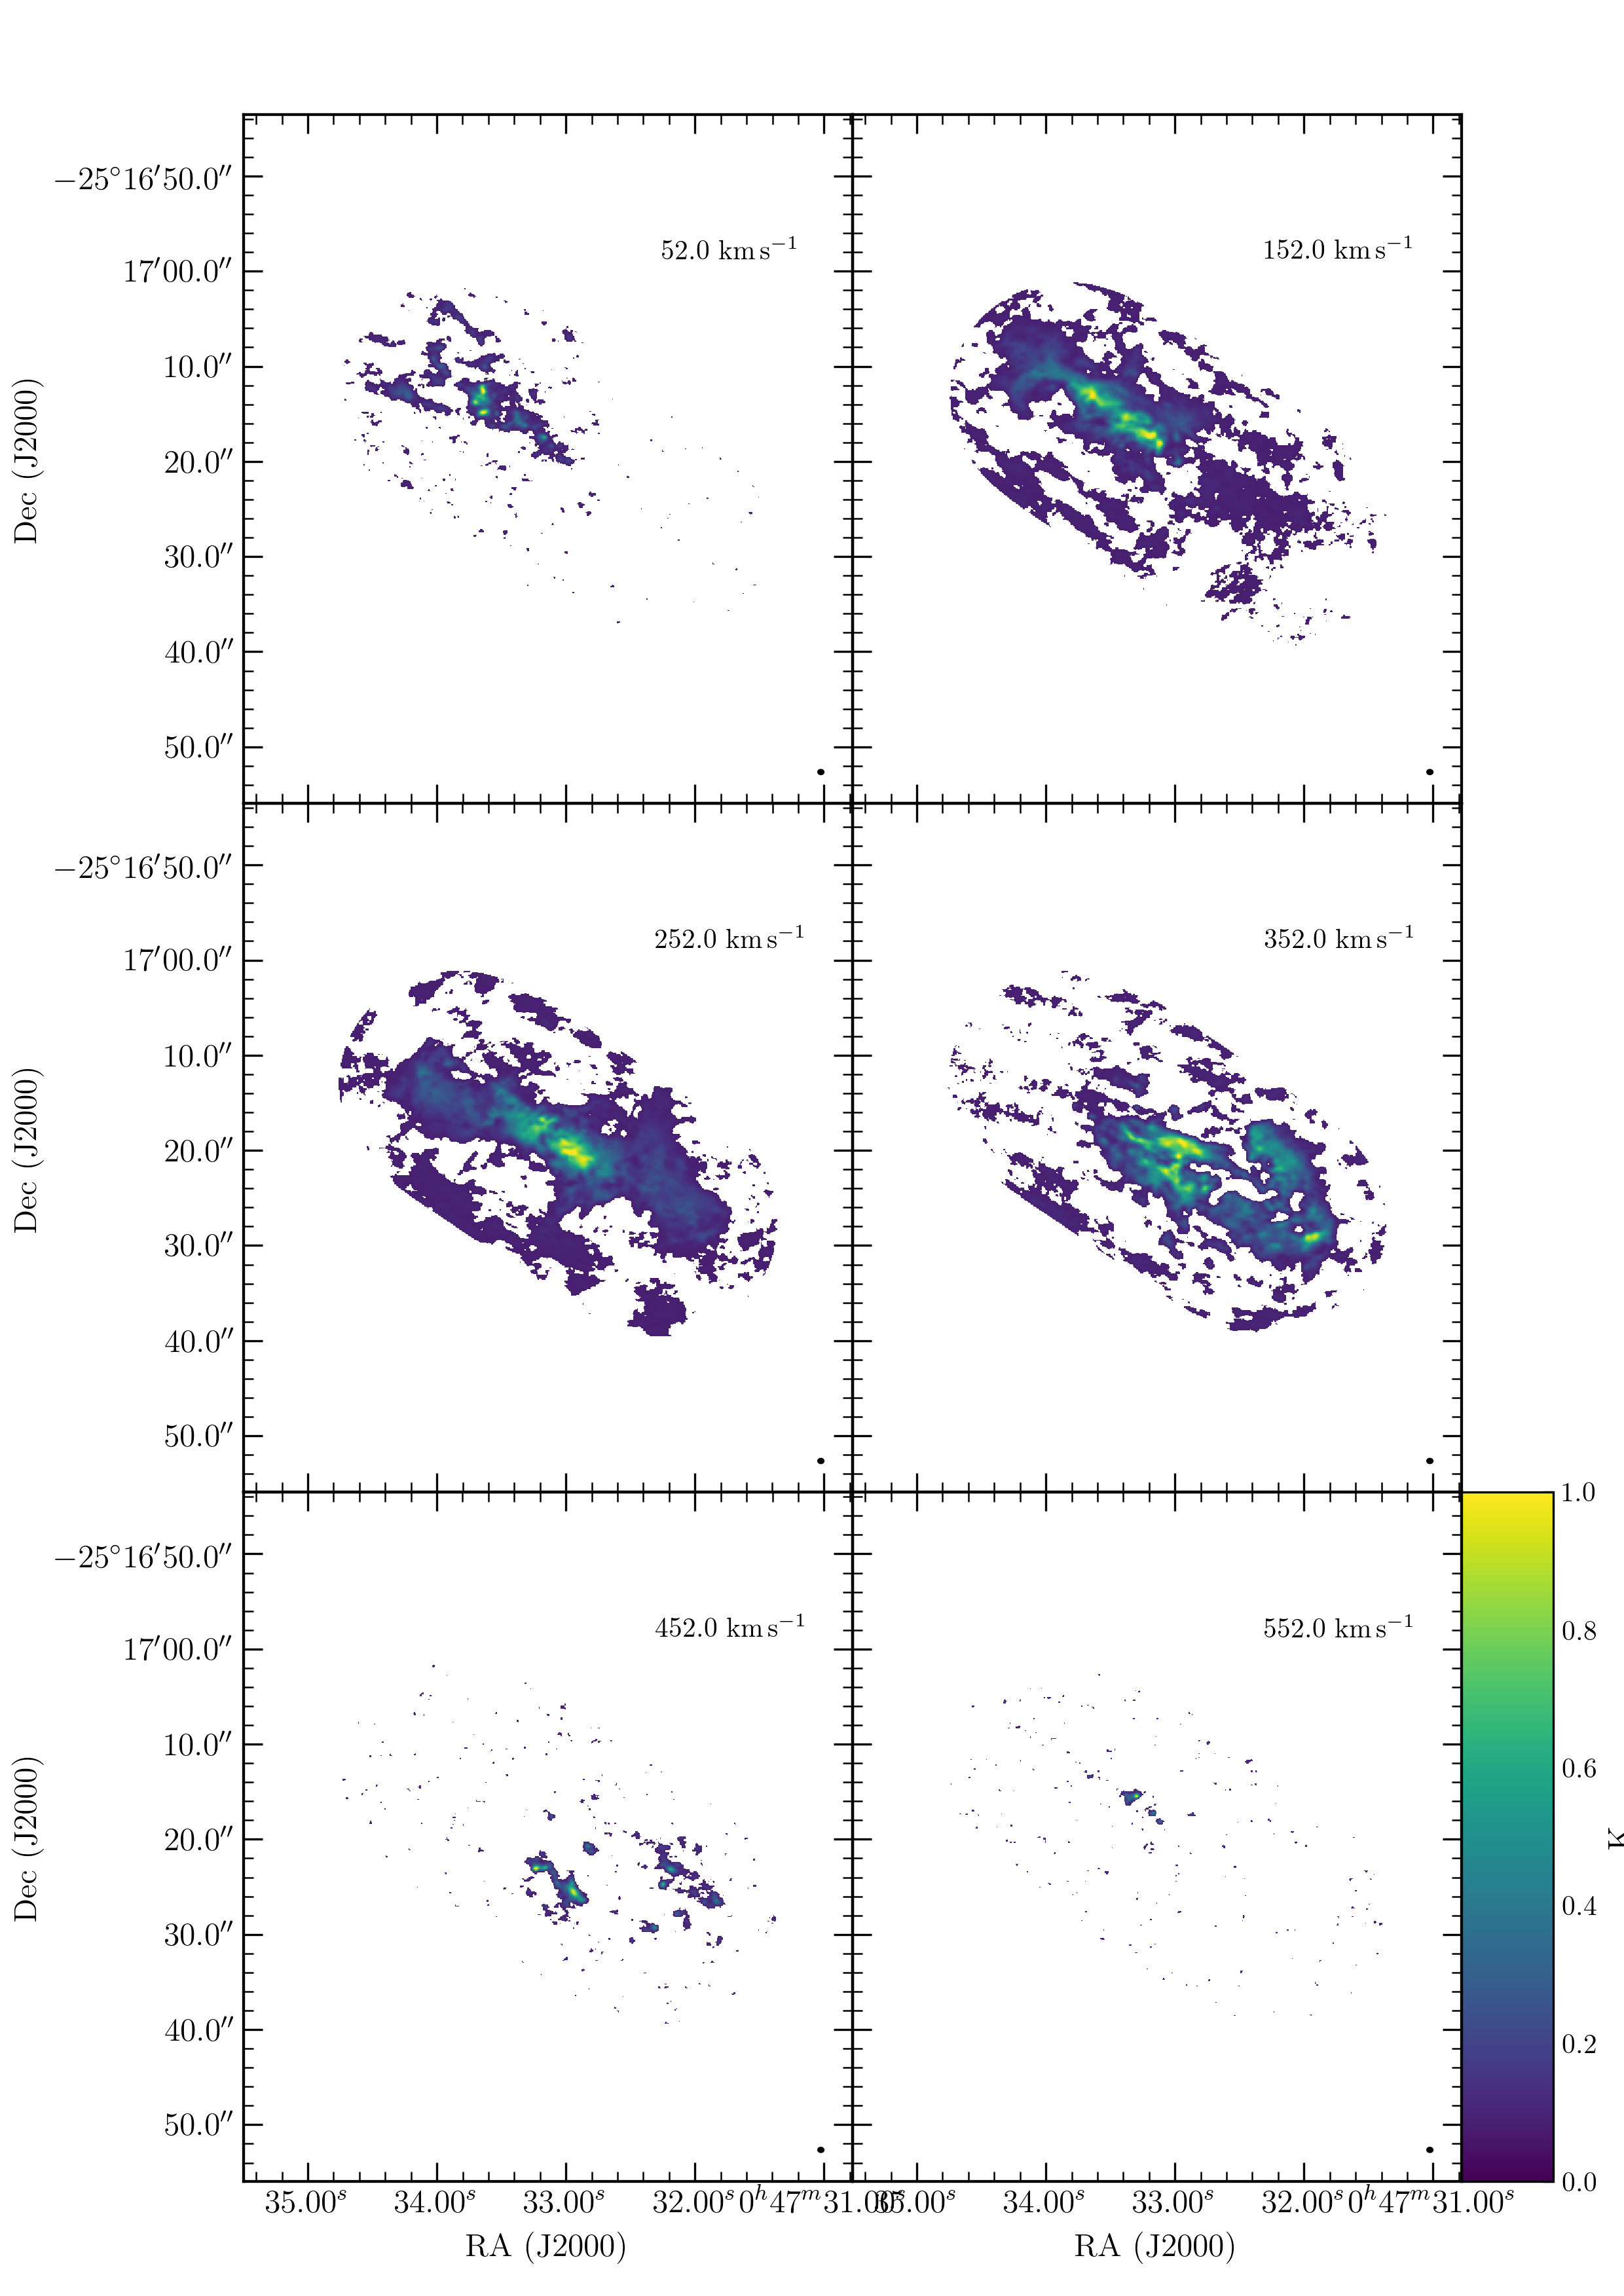 52.0 km s⁻¹
152.0 km s⁻¹
−25°16′50.0″
17′00.0″
10.0″
20.0″
30.0″
40.0″
50.0″
Dec (J2000)
252.0 km s⁻¹
352.0 km s⁻¹
−25°16′50.0″
17′00.0″
10.0″
20.0″
30.0″
40.0″
50.0″
Dec (J2000)
452.0 km s⁻¹
552.0 km s⁻¹
−25°16′50.0″
17′00.0″
10.0″
20.0″
30.0″
40.0″
50.0″
Dec (J2000)
1.0
0.8
0.6
0.4
0.2
0.0
K
35.00ˢ 34.00ˢ 33.00ˢ 32.00ˢ 0ʰ47ᵐ31.00ˢ
35.00ˢ 34.00ˢ 33.00ˢ 32.00ˢ 0ʰ47ᵐ31.00ˢ
RA (J2000)
RA (J2000)